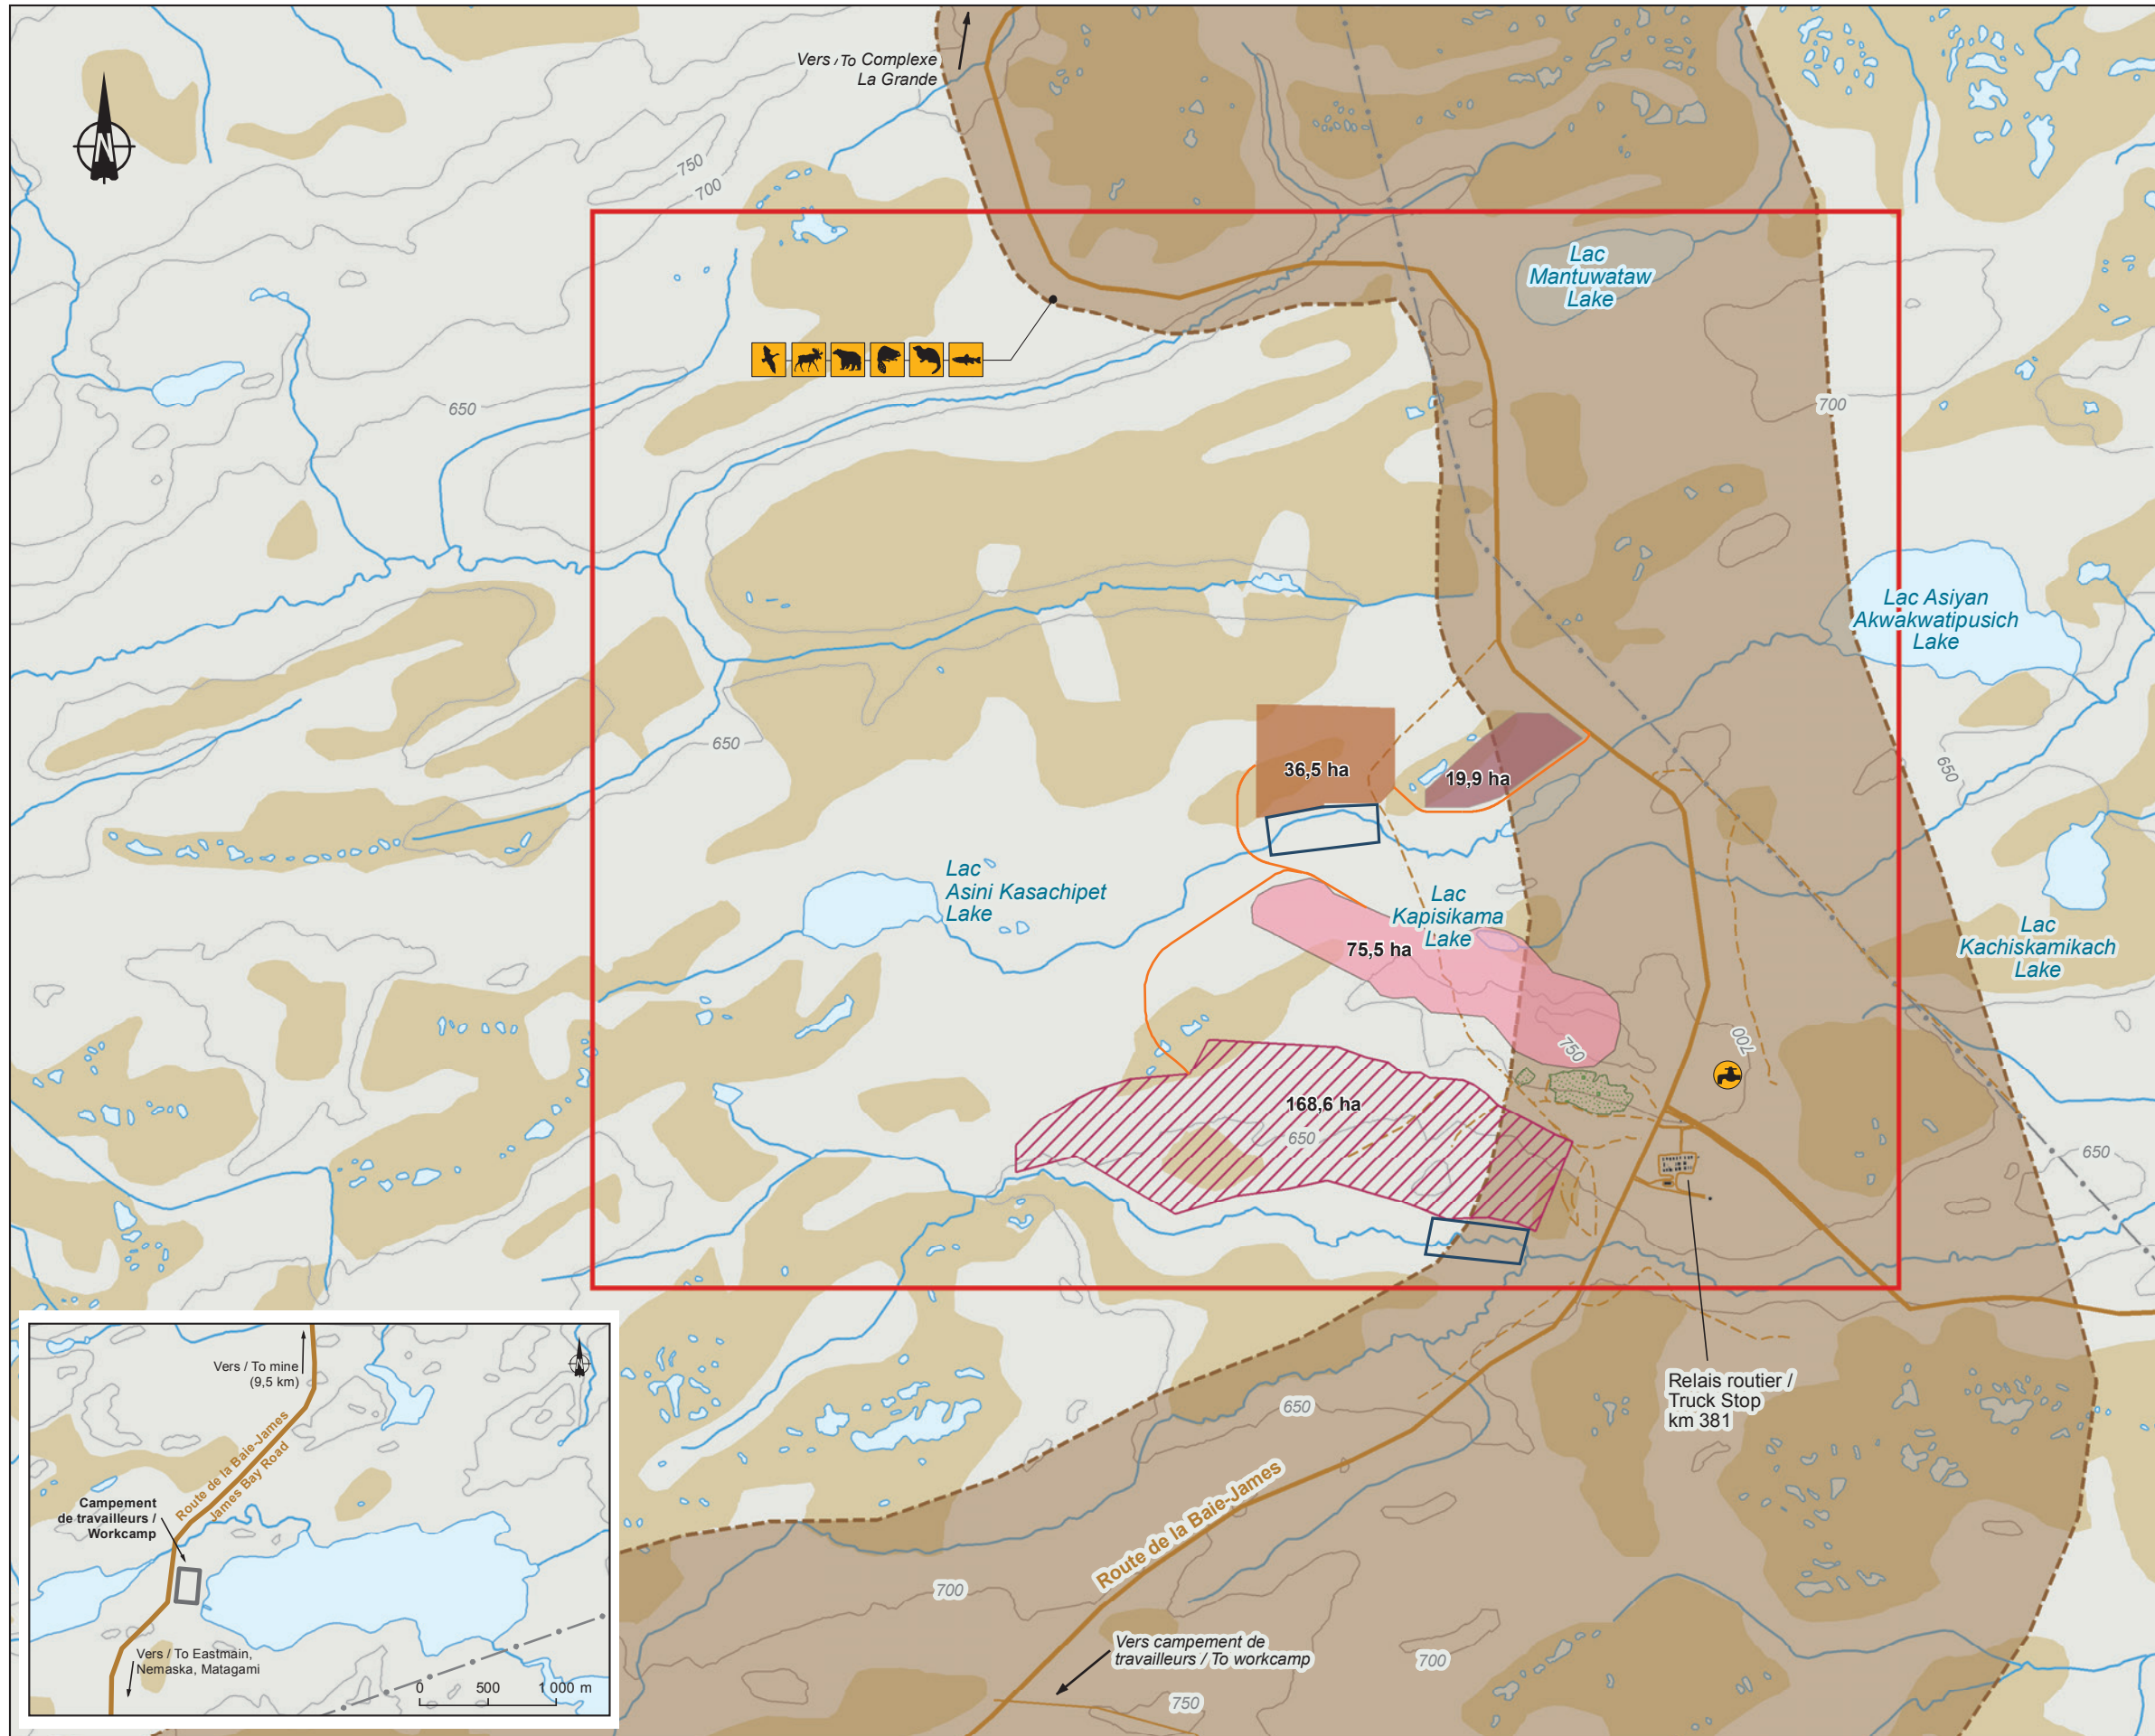 Vers / To Complexe
La Grande
N
750
700
Lac
Mantuwataw
Lake
650
700
Lac Asiyan
Akwakwatipusich
Lake
650
36,5 ha
19,9 ha
650
Lac
Asini Kasachipet
Lake
Lac
Kapisikama
Lake
75,5 ha
Lac
Kachiskamikach
Lake
750
700
168,6 ha
650
650
Relais routier /
Truck Stop
km 381
650
Route de la Baie-James
700
Vers campement de
travailleurs / To workcamp
700
750
Vers / To mine
(9,5 km)
Route de la Baie-James
James Bay Road
Campement
de travailleurs /
Workcamp
Vers / To Eastmain,
Nemaska, Matagami
0 500 1 000 m